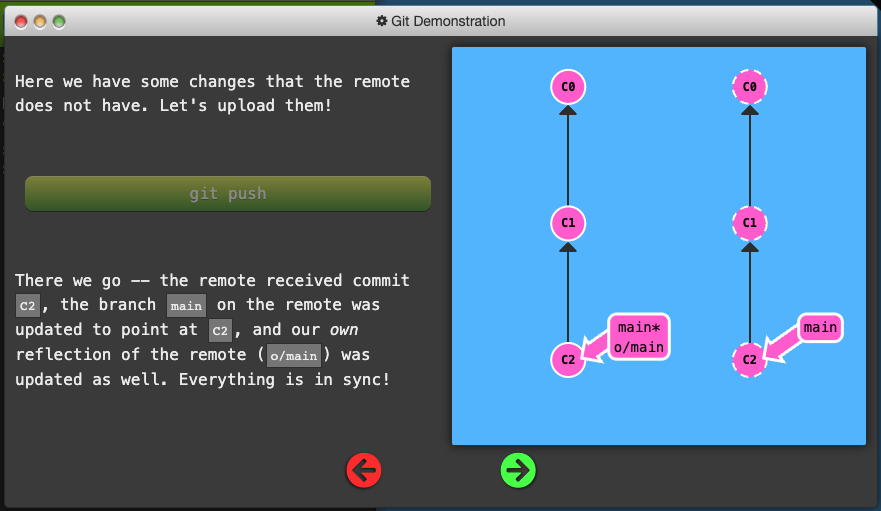 Git Demonstration
Here we have some changes that the remote
does not have. Let's upload them!
git push
There we go -- the remote received commit
C2, the branch main on the remote was
updated to point at C2, and our own
reflection of the remote (o/main) was
updated as well. Everything is in sync!
C0
C1
C2
main*
o/main
C0
C1
C2
main